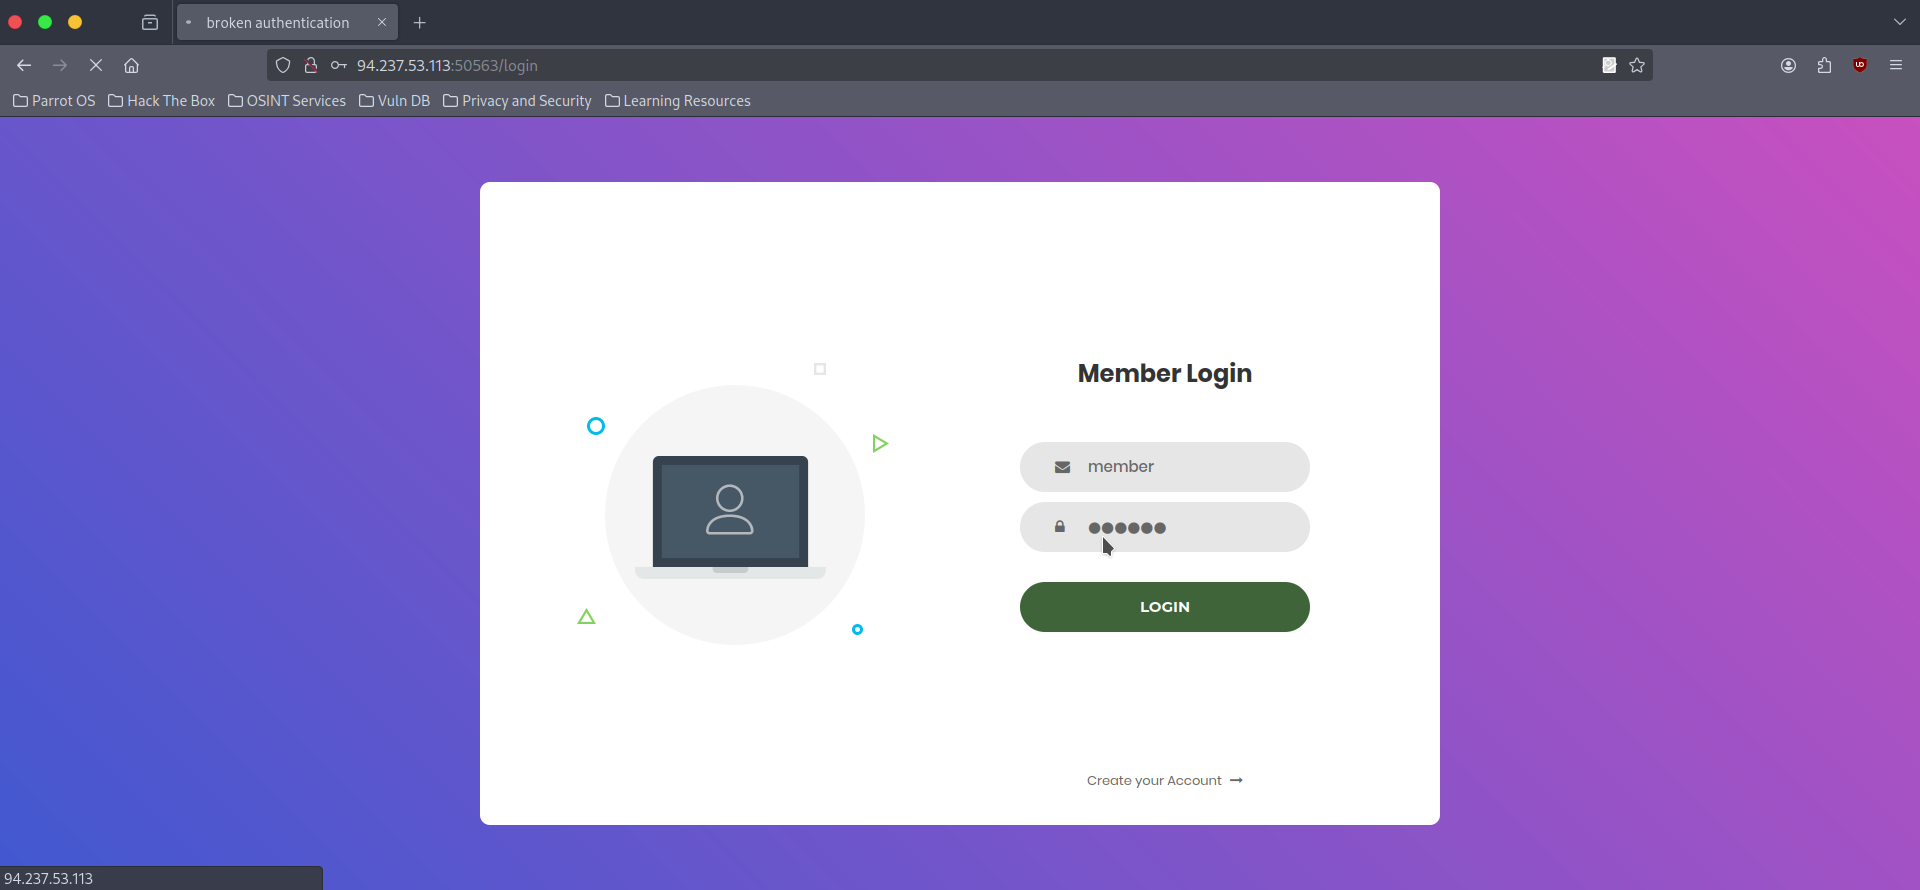 broken authentication
94.237.53.113:50563/login
Parrot OS Hack The Box OSINT Services Vuln DB Privacy and Security Learning Resources
Member Login
member
●●●●●●
LOGIN
Create your Account →
94.237.53.113